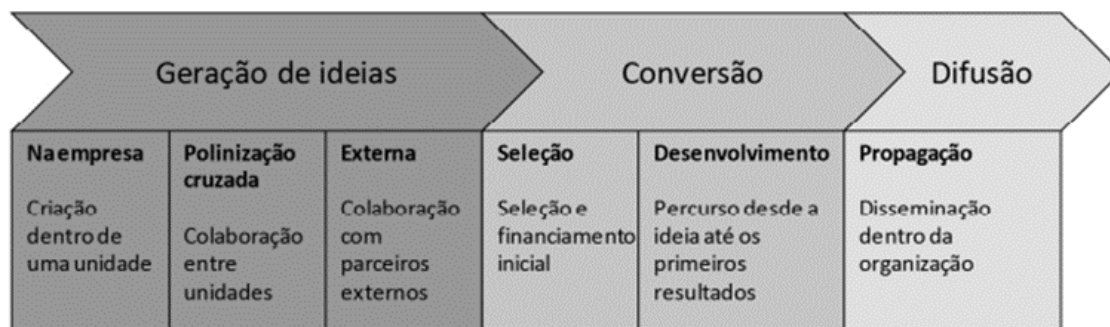 Geração de ideias
Conversão
Difusão
Na empresa
Criação
dentro de
uma unidade
Polinização
cruzada
Colaboração
entre
unidades
Externa
Colaboração
com
parceiros
externos
Seleção
Seleção e
financiamento
inicial
Desenvolvimento
Percurso desde a
ideia até os
primeiros
resultados
Propagação
Disseminação
dentro da
organização